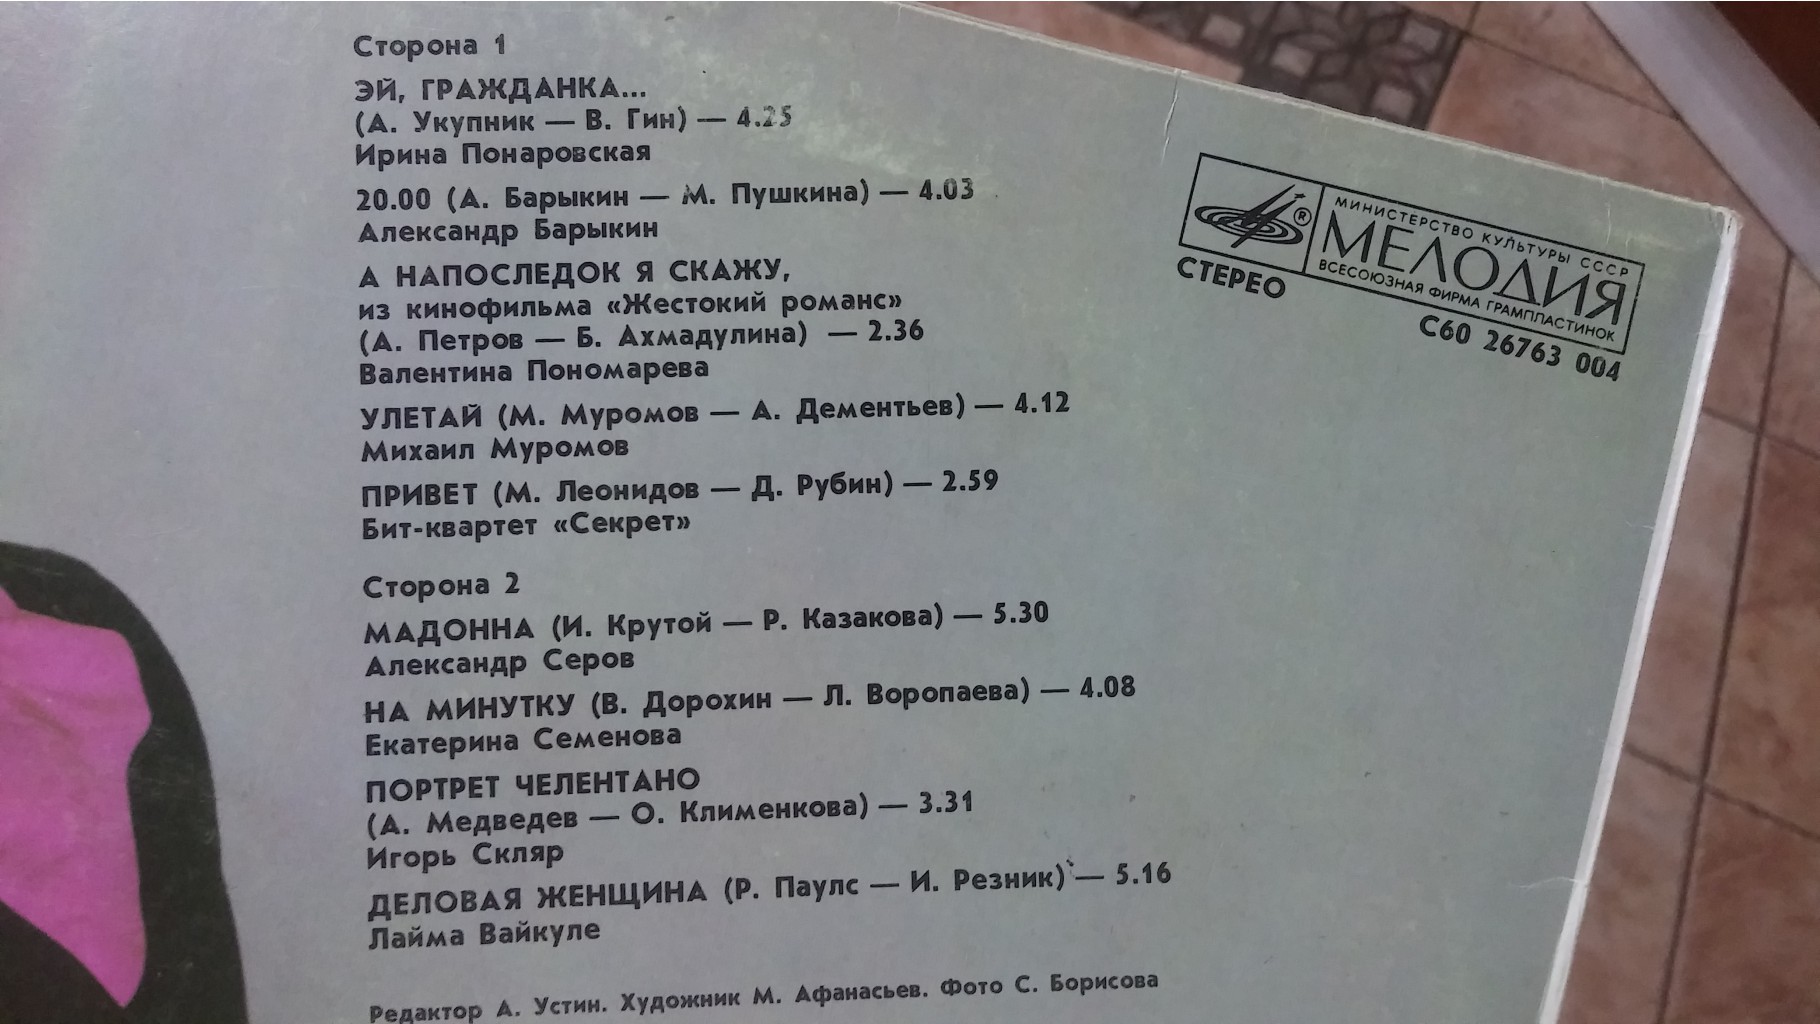 Сторона 1
ЭЙ, ГРАЖДАНКА...
(А. Укупник — В. Гин) — 4.25
Ирина Понаровская
20.00 (А. Барыкин — М. Пушкина) — 4.03
Александр Барыкин
А НАПОСЛЕДОК Я СКАЖУ,
из кинофильма «Жестокий романс»
(А. Петров — Б. Ахмадулина) — 2.36
Валентина Пономарева
УЛЕТАЙ (М. Муромов — А. Дементьев) — 4.12
Михаил Муромов
ПРИВЕТ (М. Леонидов — Д. Рубин) — 2.59
Бит-квартет «Секрет»
Сторона 2
МАДОННА (И. Крутой — Р. Казакова) — 5.30
Александр Серов
НА МИНУТКУ (В. Дорохин — Л. Воропаева) — 4.08
Екатерина Семенова
ПОРТРЕТ ЧЕЛЕНТАНО
(А. Медведев — О. Клименкова) — 3.31
Игорь Скляр
ДЕЛОВАЯ ЖЕНЩИНА (Р. Паулс — И. Резник) — 5.16
Лайма Вайкуле
Редактор А. Устин. Художник М. Афанасьев. Фото С. Борисова
®
МИНИСТЕРСТВО КУЛЬТУРЫ СССР
МЕЛОДИЯ
ВСЕСОЮЗНАЯ ФИРМА ГРАМПЛАСТИНОК
СТЕРЕО
С60 26763 004